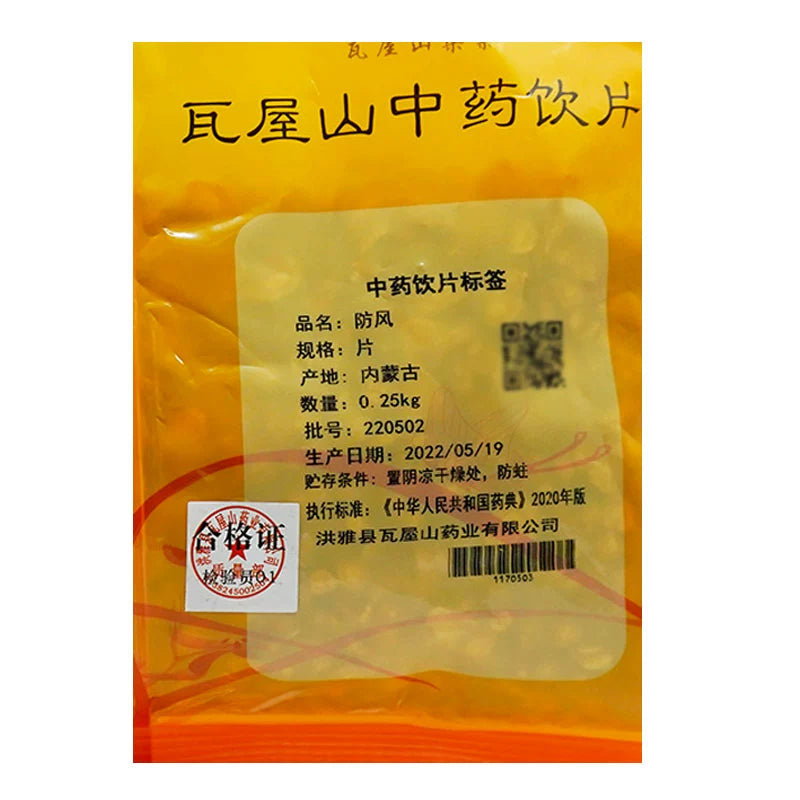 瓦屋山中药饮片
中药饮片标签
品名：防风
规格：片
产地：内蒙古
数量：0.25kg
批号：220502
生产日期：2022/05/19
贮存条件：置阴凉干燥处，防蛀
执行标准：《中华人民共和国药典》2020年版
洪雅县瓦屋山药业有限公司
1170503
合格证
检验员01
质量部